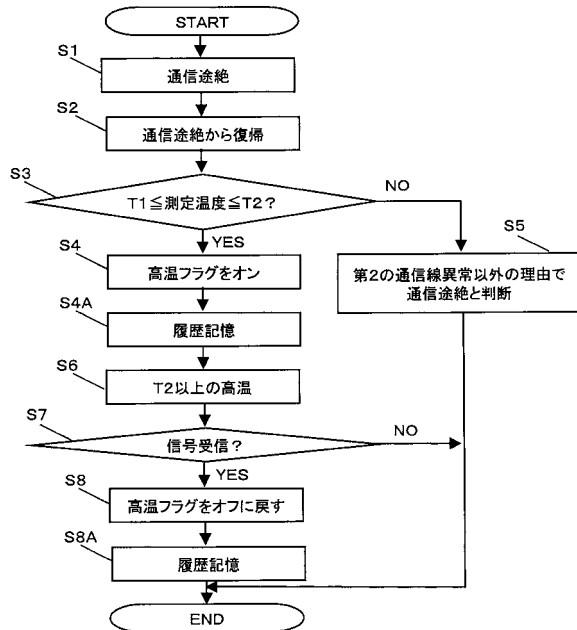 START
S1
通信途絶
S2
通信途絶から復帰
S3
T1≦測定温度≦T2?
NO
YES
S4
高温フラグをオン
S5
第2の通信線異常以外の理由で
通信途絶と判断
S4A
履歴記憶
S6
T2以上の高温
S7
信号受信?
NO
YES
S8
高温フラグをオフに戻す
S8A
履歴記憶
END